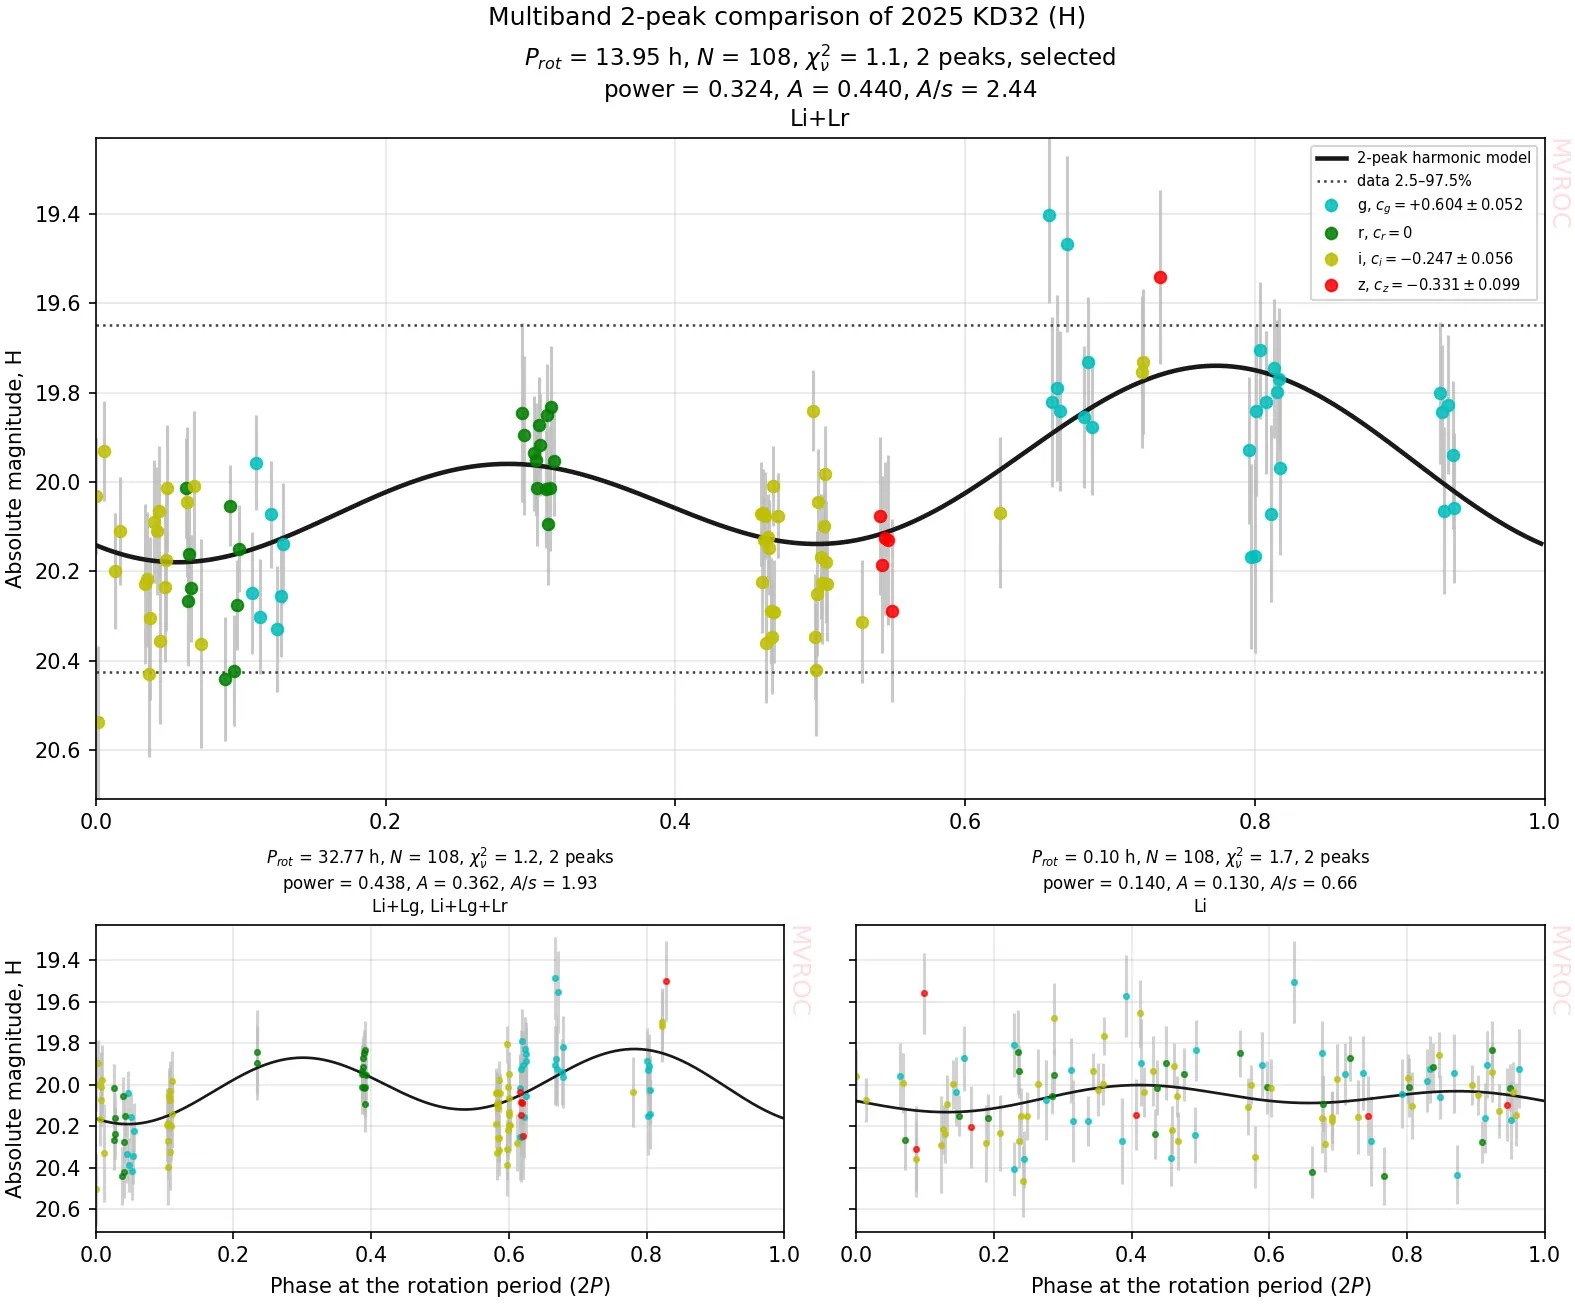 Multiband 2-peak comparison of 2025 KD32 (H)
P_rot = 13.95 h, N = 108, χ²_ν = 1.1, 2 peaks, selected
power = 0.324, A = 0.440, A/s = 2.44
Li+Lr
MVROC
2-peak harmonic model
data 2.5–97.5%
g, c_g = +0.604 ± 0.052
r, c_r = 0
i, c_i = −0.247 ± 0.056
z, c_z = −0.331 ± 0.099
Absolute magnitude, H
19.4
19.6
19.8
20.0
20.2
20.4
20.6
0.0 0.2 0.4 0.6 0.8 1.0
P_rot = 32.77 h, N = 108, χ²_ν = 1.2, 2 peaks
power = 0.438, A = 0.362, A/s = 1.93
Li+Lg, Li+Lg+Lr
MVROC
Absolute magnitude, H
19.4
19.6
19.8
20.0
20.2
20.4
20.6
0.0 0.2 0.4 0.6 0.8 1.0
Phase at the rotation period (2P)
P_rot = 0.10 h, N = 108, χ²_ν = 1.7, 2 peaks
power = 0.140, A = 0.130, A/s = 0.66
Li
MVROC
0.0 0.2 0.4 0.6 0.8 1.0
Phase at the rotation period (2P)